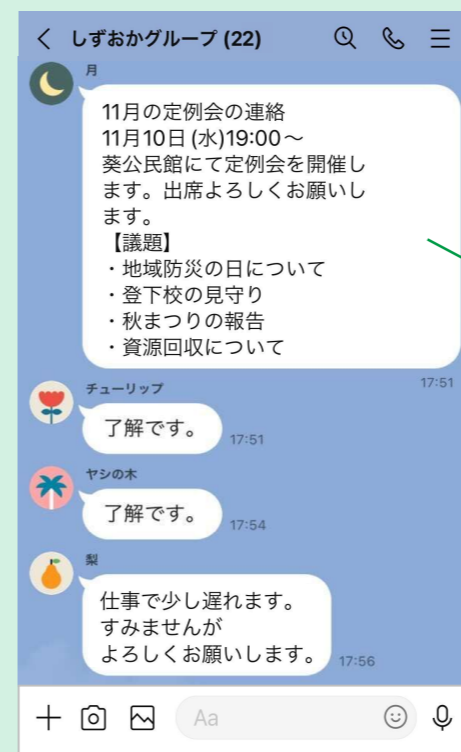 しずおかグループ (22)
月
11月の定例会の連絡
11月10日(水)19:00～
葵公民館にて定例会を開催し
ます。出席よろしくお願いし
ます。
【議題】
・地域防災の日について
・登下校の見守り
・秋まつりの報告
・資源回収について
17:51
チューリップ
了解です。
17:51
ヤシの木
了解です。
17:54
梨
仕事で少し遅れます。
すみませんが
よろしくお願いします。
17:56
Aa